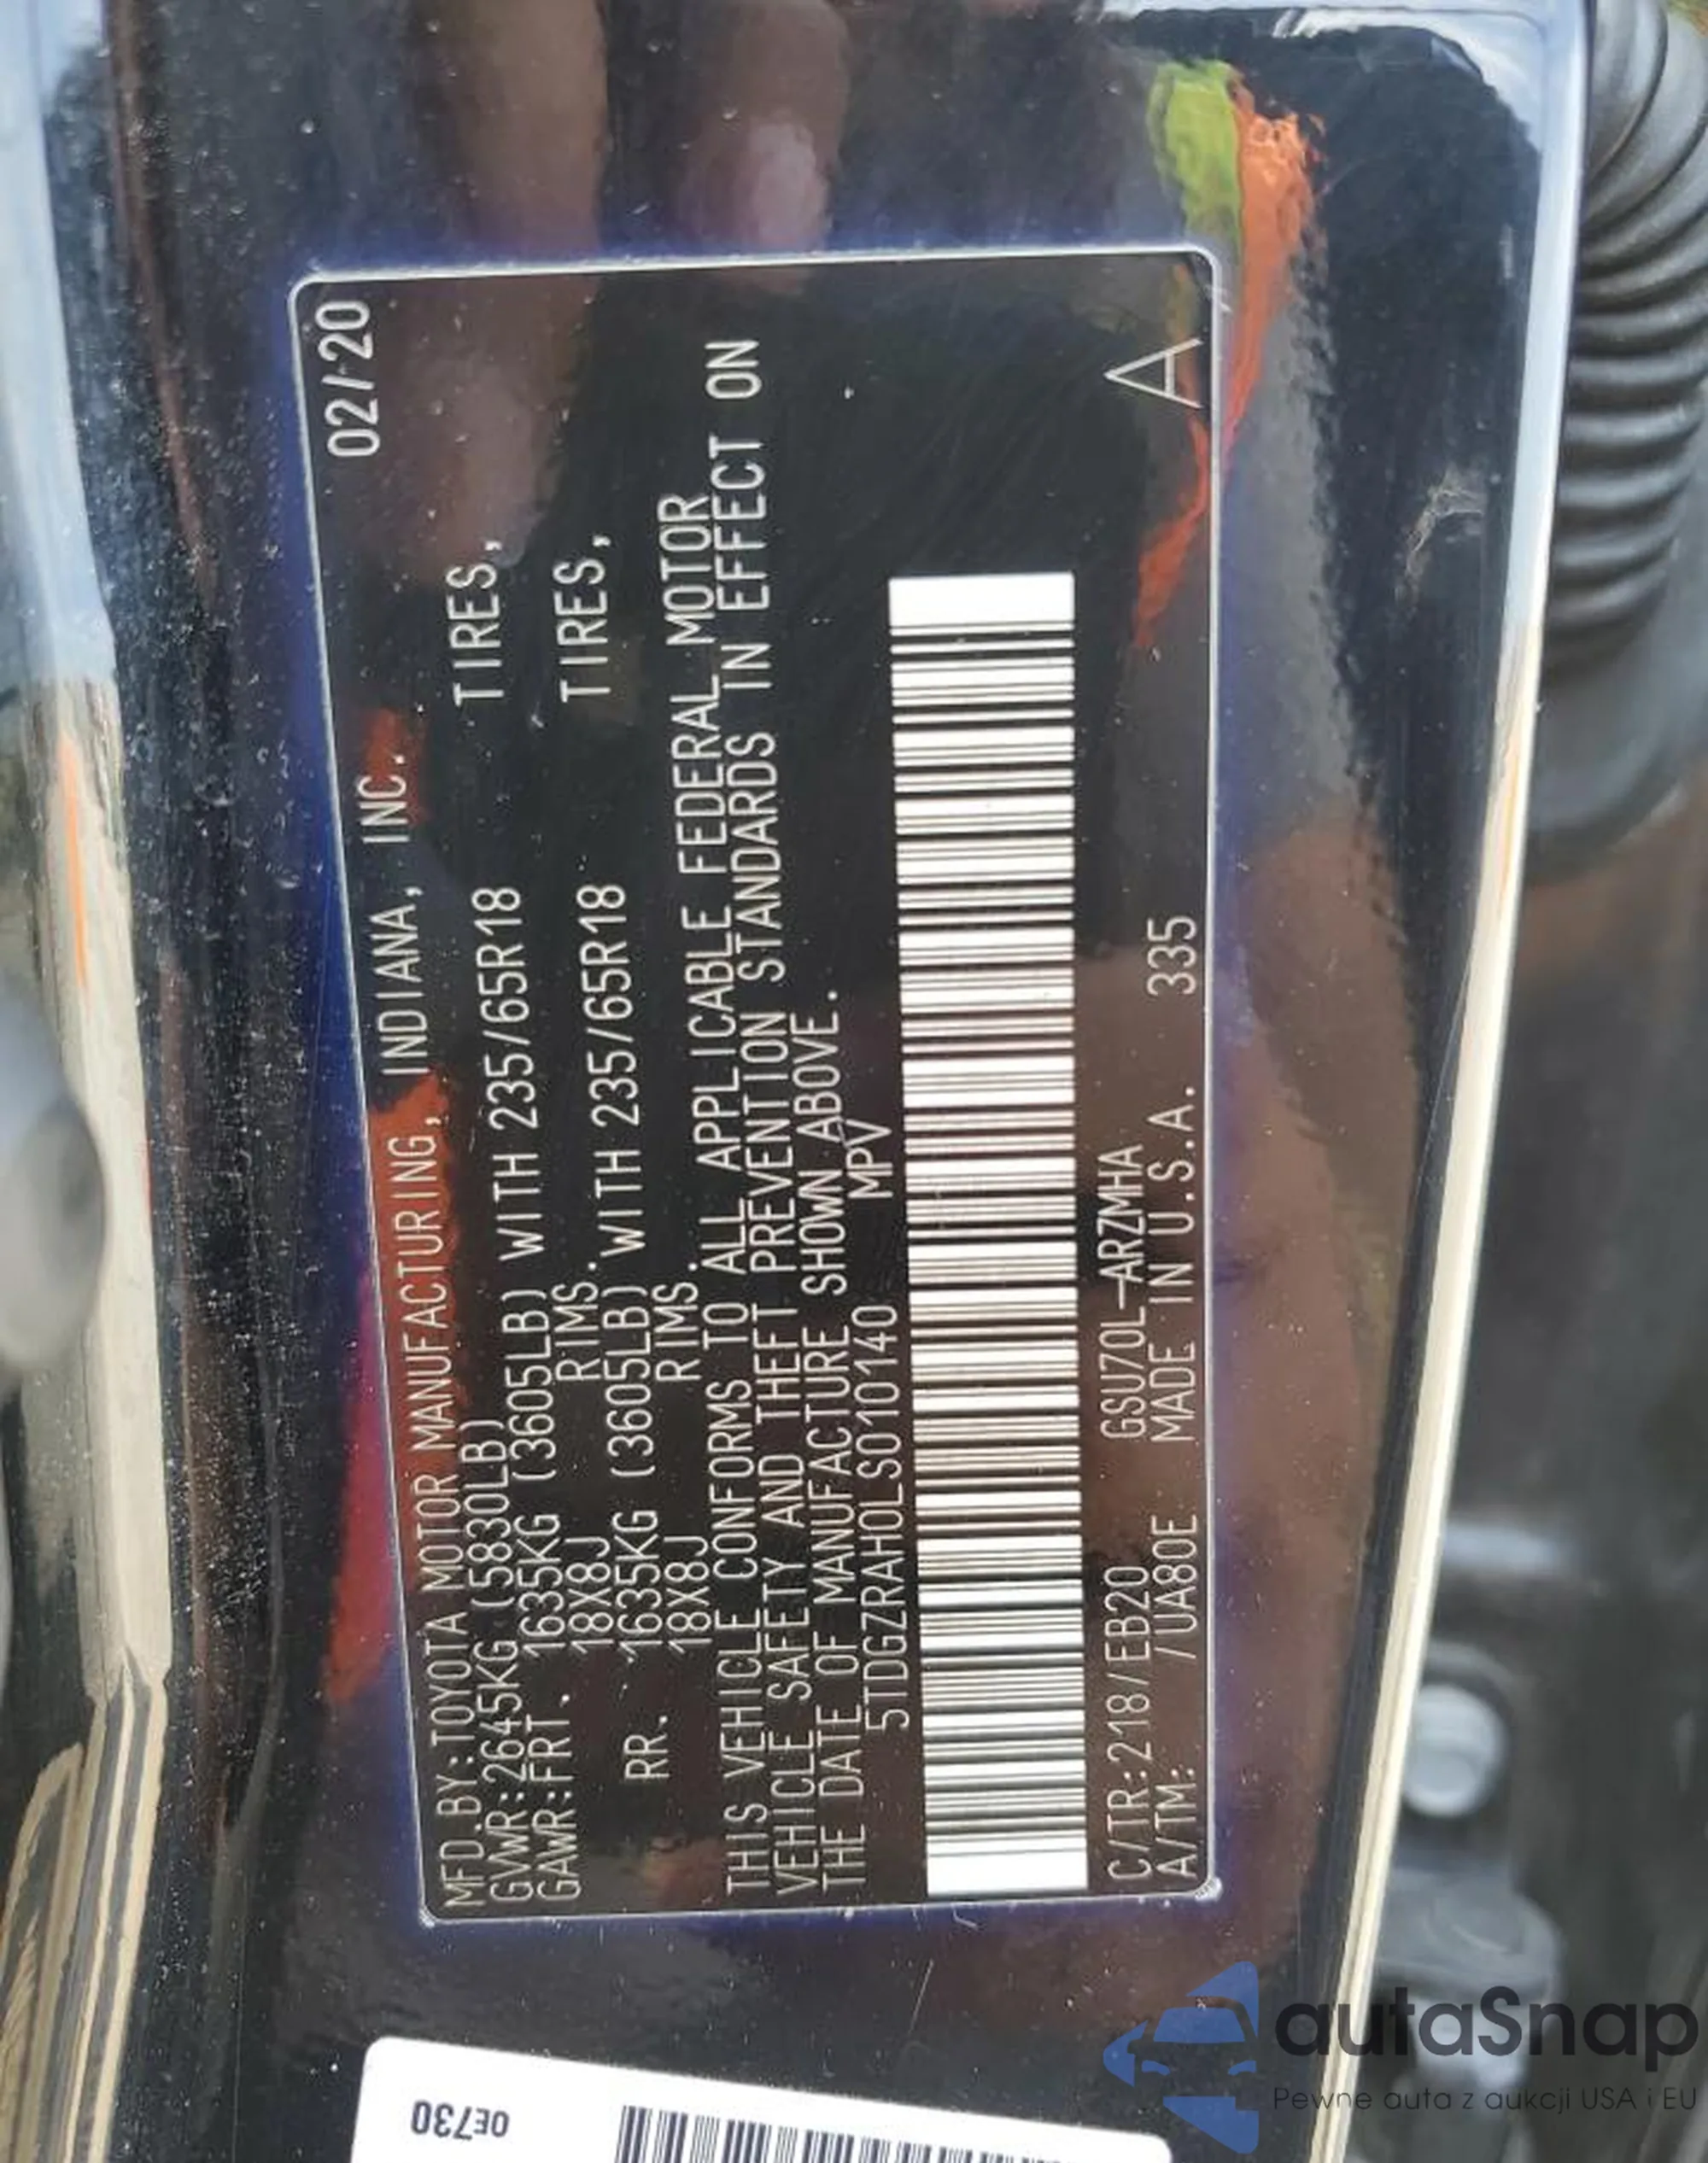 02/20
MFD.BY:TOYOTA MOTOR MANUFACTURING, INDIANA, INC.
GVWR:2645KG(5830LB)
GAWR:FRT. 1635KG (3605LB) WITH 235/65R18 TIRES,
18X8J RIMS.
RR. 1635KG (3605LB) WITH 235/65R18 TIRES,
18X8J RIMS.
THIS VEHICLE CONFORMS TO ALL APPLICABLE FEDERAL MOTOR
VEHICLE SAFETY AND THEFT PREVENTION STANDARDS IN EFFECT ON
THE DATE OF MANUFACTURE SHOWN ABOVE.
5TDGZRAH0LS010140 MPV
C/TR:218/EB20 GSU70L-ARZMHA
A/TM: /UA80E MADE IN U.S.A. 335
A
0E730
autaSnap
Pewne auta z aukcji USA i EU